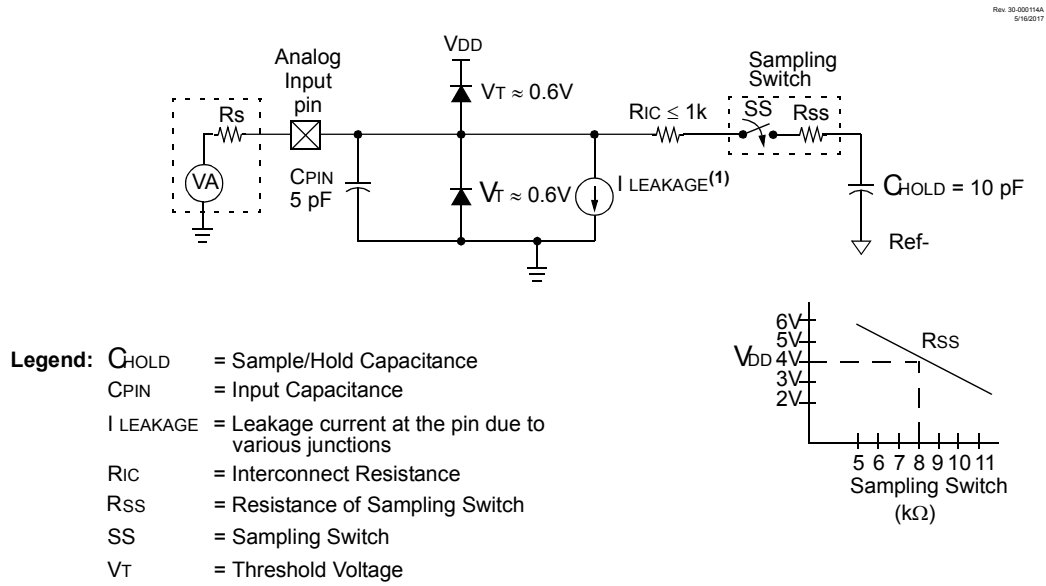 Rev. 30-000114A
5/16/2017
VDD
Analog
Input
pin
Sampling
Switch
VT ≈ 0.6V
Rs
RIC ≤ 1k
SS
Rss
VA
CPIN
5 pF
VT ≈ 0.6V
I LEAKAGE(1)
CHOLD = 10 pF
Ref-
6V
5V
VDD 4V
3V
2V
Rss
5 6 7 8 9 10 11
Sampling Switch
(kΩ)
Legend: CHOLD = Sample/Hold Capacitance
CPIN = Input Capacitance
I LEAKAGE = Leakage current at the pin due to
various junctions
RIC = Interconnect Resistance
RSS = Resistance of Sampling Switch
SS = Sampling Switch
VT = Threshold Voltage